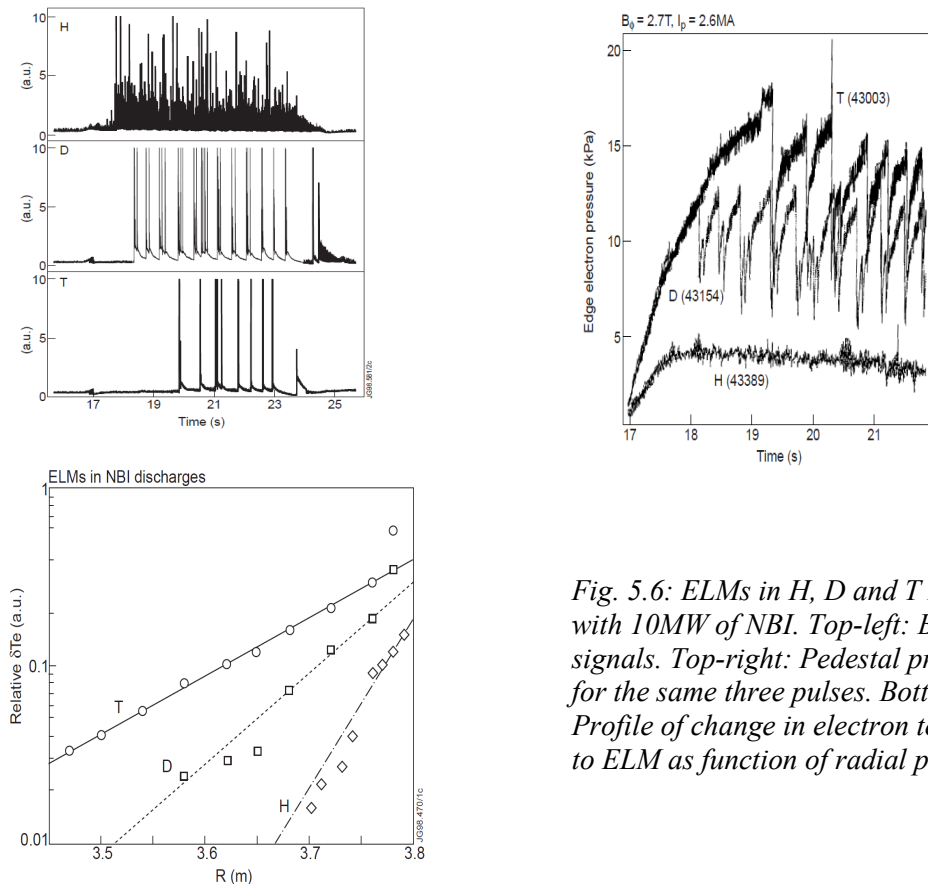 H
10
5
0
(a.u.)
D
10
5
0
(a.u.)
T
10
5
0
(a.u.)
17 19 21 23 25
Time (s)
JG98.581/2c
Bϕ = 2.7T, Ip = 2.6MA
20
15
10
5
Edge electron pressure (kPa)
T (43003)
D (43154)
H (43389)
17 18 19 20 21
Time (s)
ELMs in NBI discharges
1
0.1
0.01
Relative δTe (a.u.)
T
D
H
3.5 3.6 3.7 3.8
R (m)
JG98.470/1c
Fig. 5.6: ELMs in H, D and T
with 10MW of NBI. Top-left:
signals. Top-right: Pedestal
for the same three pulses.
Profile of change in electron
to ELM as function of radial